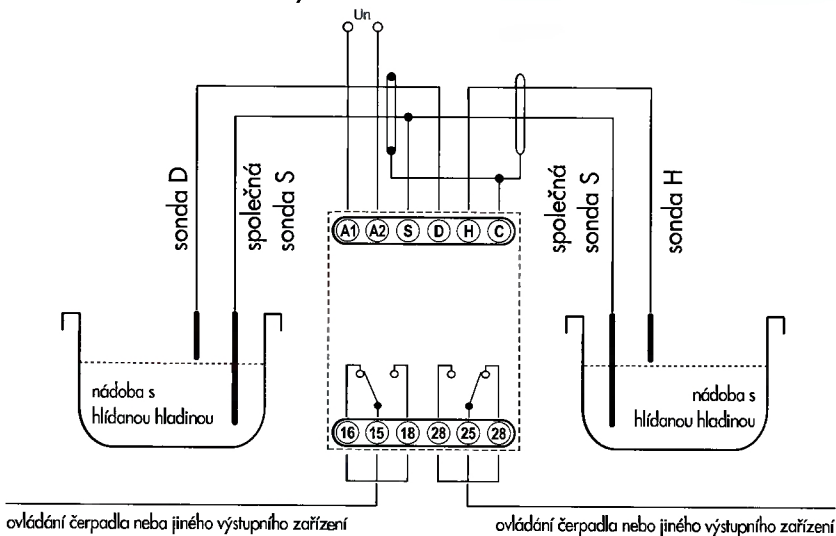 Un
sonda D
společná
sonda S
společná
sonda S
sonda H
A1 A2 S D H C
nádoba s
hlídanou hladinou
nádoba s
hlídanou hladinou
16 15 18 28 25 28
ovládání čerpadla neba jiného výstupního zařízení
ovládání čerpadla nebo jiného výstupního zařízení